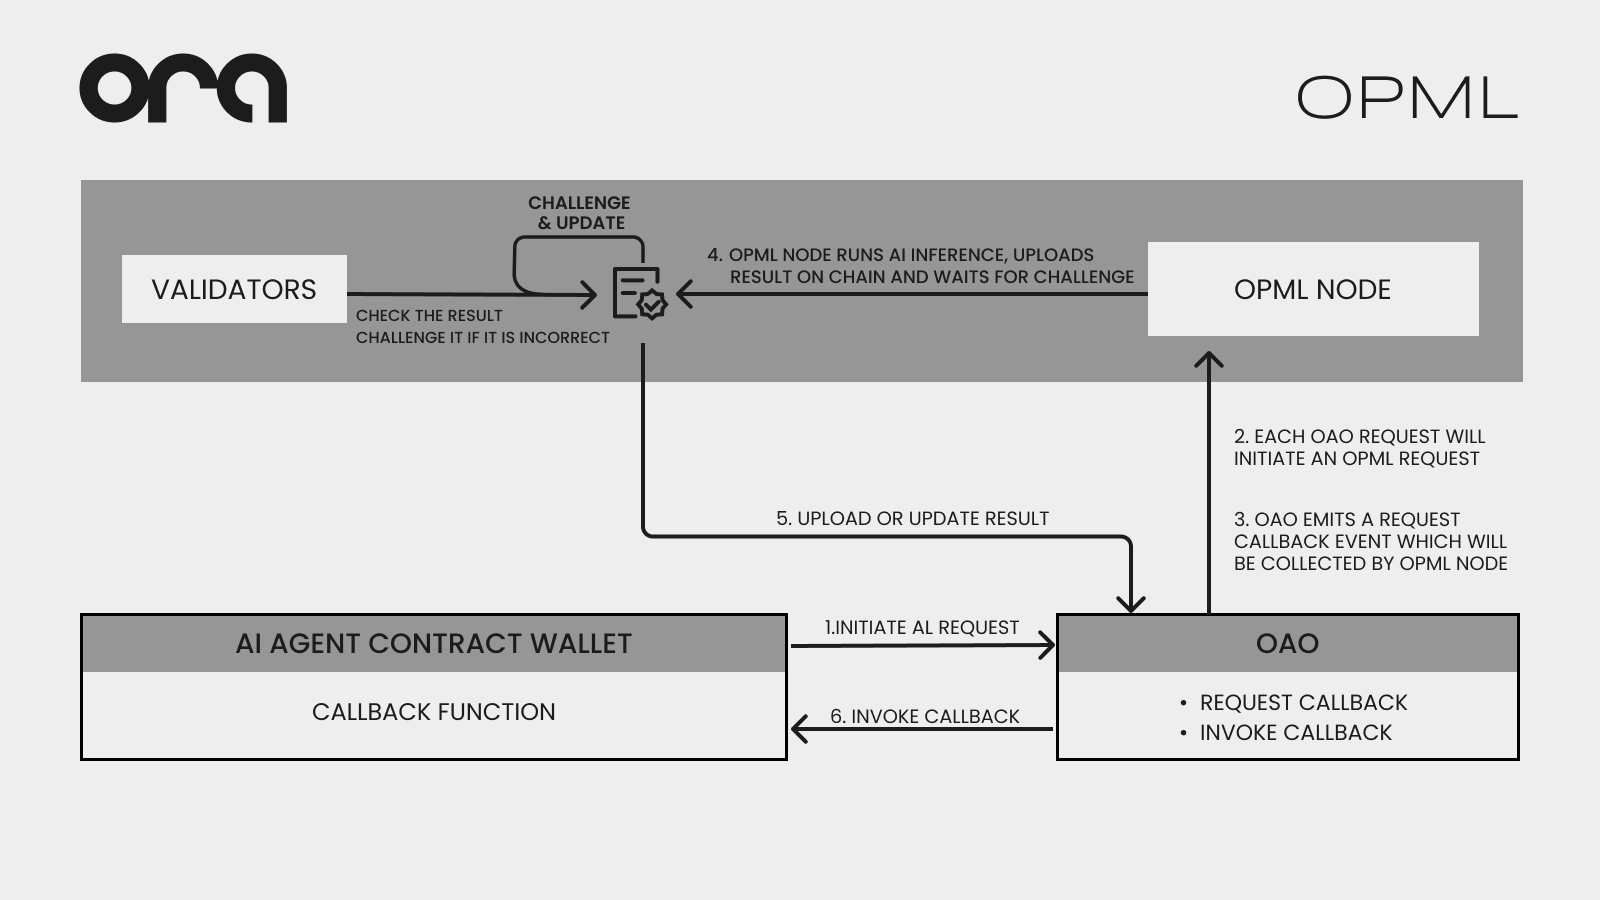 ora
OPML
CHALLENGE
& UPDATE
4. OPML NODE RUNS AI INFERENCE, UPLOADS
RESULT ON CHAIN AND WAITS FOR CHALLENGE
VALIDATORS
OPML NODE
CHECK THE RESULT
CHALLENGE IT IF IT IS INCORRECT
2. EACH OAO REQUEST WILL
INITIATE AN OPML REQUEST
5. UPLOAD OR UPDATE RESULT
3. OAO EMITS A REQUEST
CALLBACK EVENT WHICH WILL
BE COLLECTED BY OPML NODE
AI AGENT CONTRACT WALLET
CALLBACK FUNCTION
1.INITIATE AL REQUEST
6. INVOKE CALLBACK
OAO
• REQUEST CALLBACK
• INVOKE CALLBACK